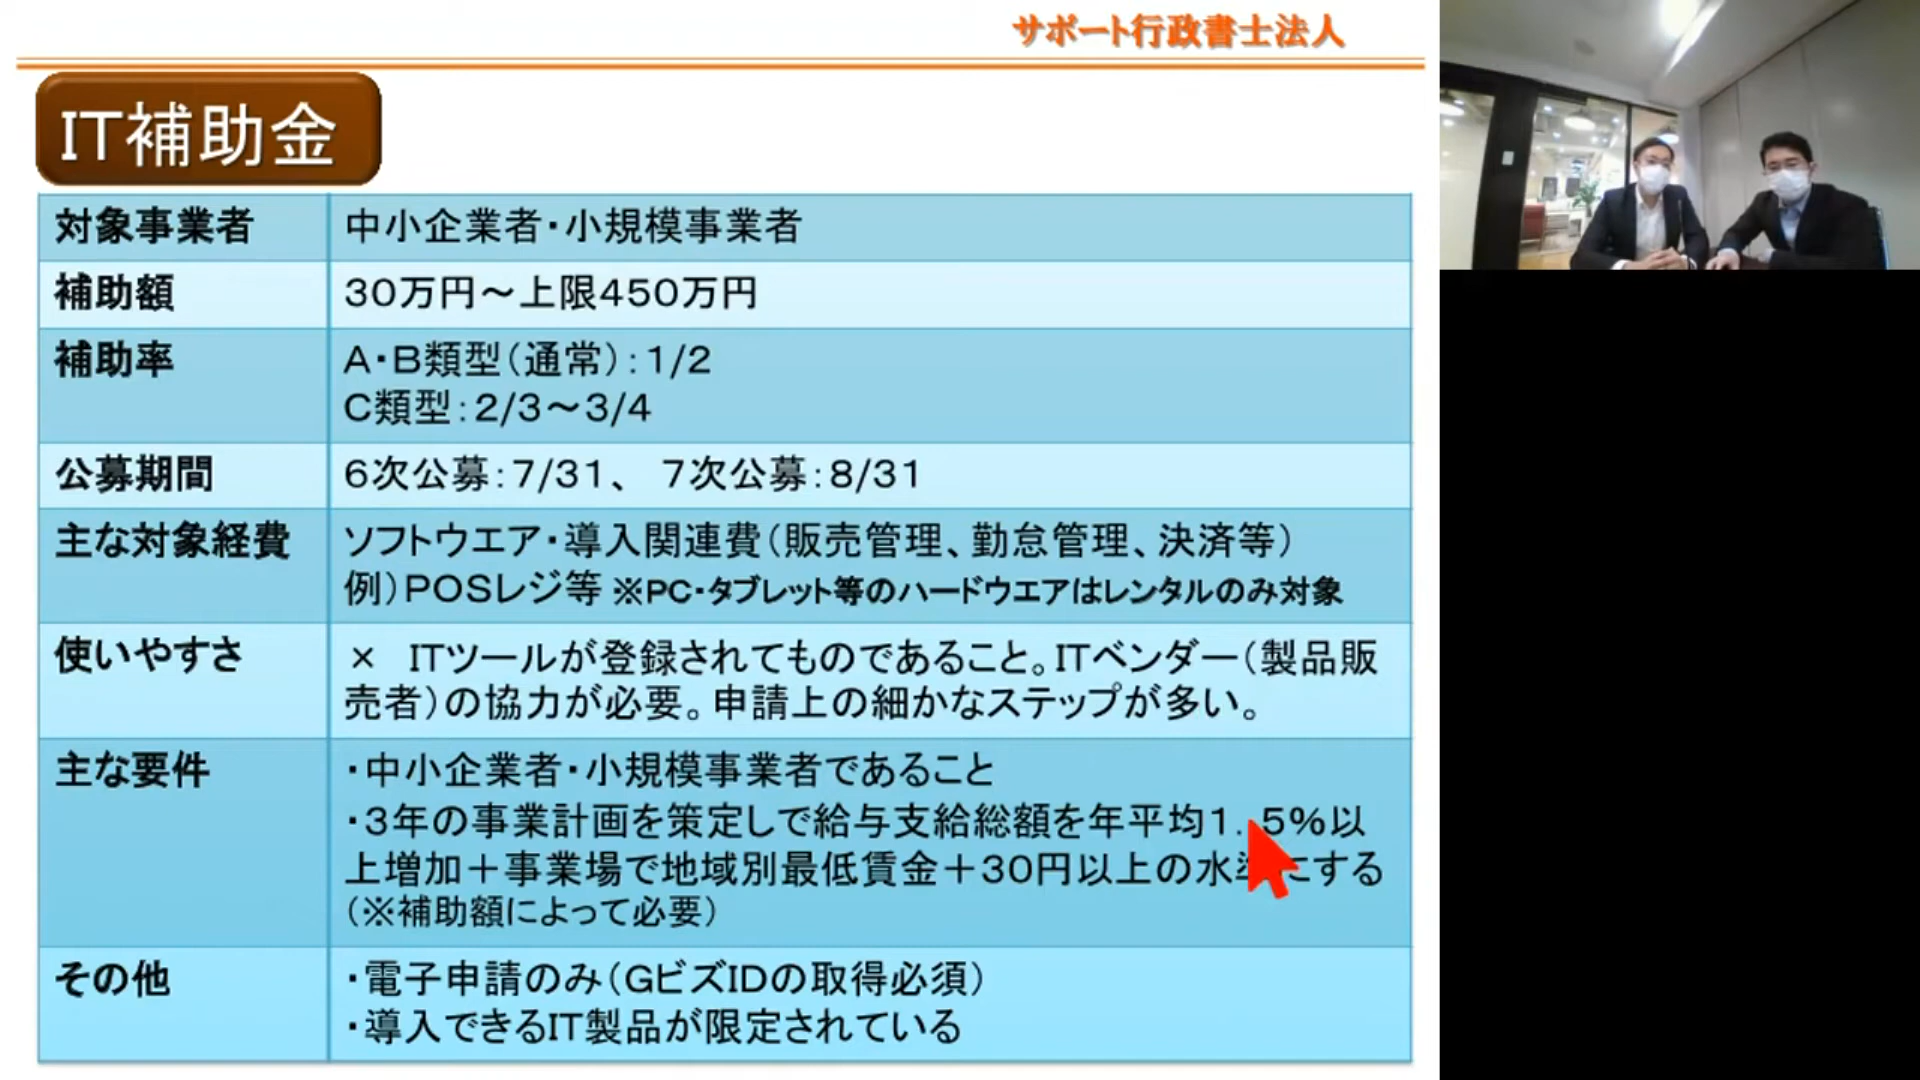 サポート行政書士法人
IT補助金
対象事業者
中小企業者・小規模事業者
補助額
30万円～上限450万円
補助率
A・B類型（通常）：1/2
C類型：2/3～3/4
公募期間
6次公募：7/31、 7次公募：8/31
主な対象経費
ソフトウエア・導入関連費（販売管理、勤怠管理、決済等）
例）POSレジ等 ※PC・タブレット等のハードウエアはレンタルのみ対象
使いやすさ
× ITツールが登録されてものであること。ITベンダー（製品販
売者）の協力が必要。申請上の細かなステップが多い。
主な要件
・中小企業者・小規模事業者であること
・3年の事業計画を策定しで給与支給総額を年平均1.5%以
上増加＋事業場で地域別最低賃金＋30円以上の水準にする
（※補助額によって必要）
その他
・電子申請のみ（GビズIDの取得必須）
・導入できるIT製品が限定されている